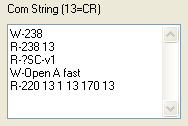 Com String (13=CR)
W-238
R-238 13
R-?SC-v1
W-Open A fast
R-220 13 1 13 170 13